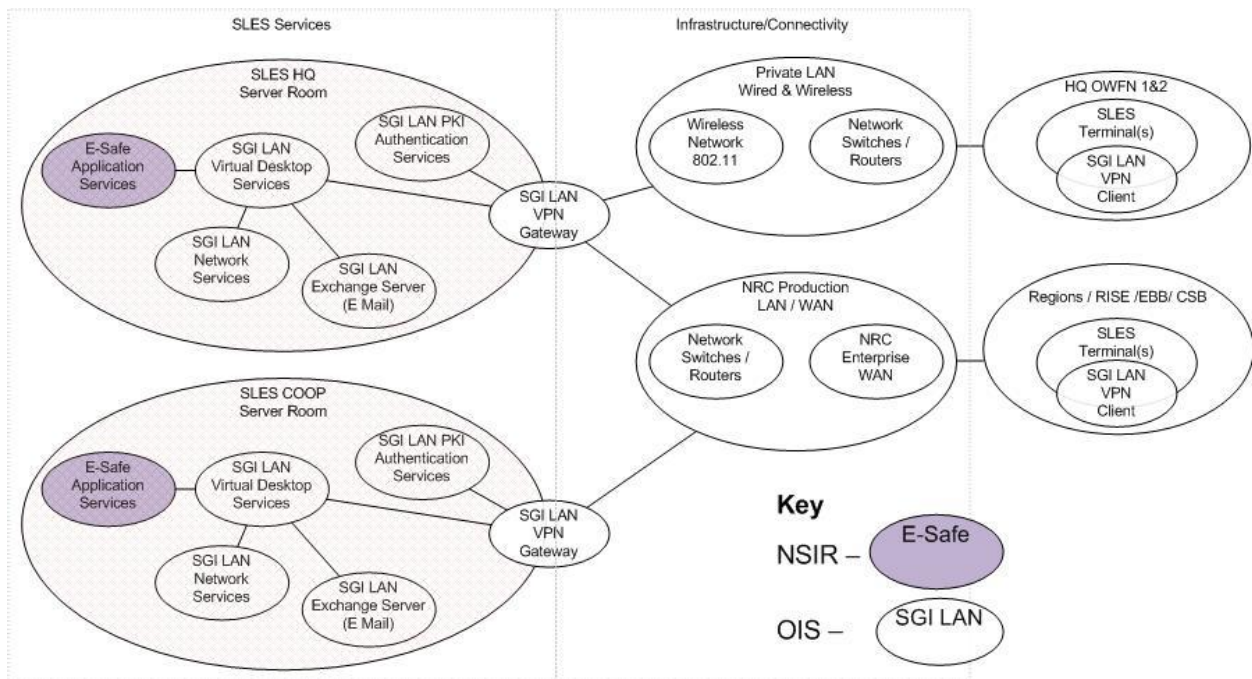 SLES Services
Infrastructure/Connectivity
SLES HQ
Server Room
E-Safe
Application
Services
SGI LAN
Virtual Desktop
Services
SGI LAN PKI
Authentication
Services
SGI LAN
Network
Services
SGI LAN
Exchange Server
(E Mail)
SGI LAN
VPN
Gateway
Private LAN
Wired & Wireless
Wireless
Network
802.11
Network
Switches /
Routers
HQ OWFN 1&2
SLES
Terminal(s)
SGI LAN
VPN
Client
NRC Production
LAN / WAN
Network
Switches /
Routers
NRC
Enterprise
WAN
Regions / RISE /EBB/ CSB
SLES
Terminal(s)
SGI LAN
VPN
Client
SLES COOP
Server Room
E-Safe
Application
Services
SGI LAN
Virtual Desktop
Services
SGI LAN PKI
Authentication
Services
SGI LAN
Network
Services
SGI LAN
Exchange Server
(E Mail)
SGI LAN
VPN
Gateway
Key
NSIR –
E-Safe
OIS –
SGI LAN